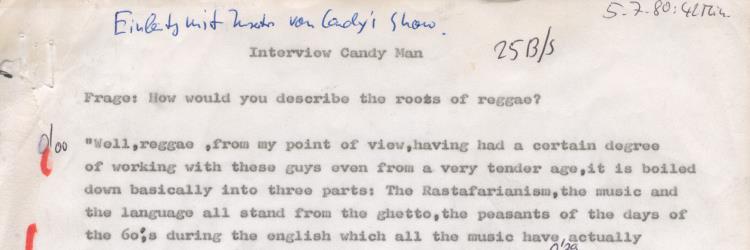 Einleitung mit Ansatz von Candy's Show.
5.7.80: 42 Min.
Interview Candy Man
25 B/s
Frage: How would you describe the roots of reggae?
0/00
"Well,reggae ,from my point of view,having had a certain degree
of working with these guys even from a very tender age,it is boiled
down basically into three parts: The Rastafarianism,the music and
the language all stand from the ghetto,the peasants of the days of
the 60's during the english which all the music have actually